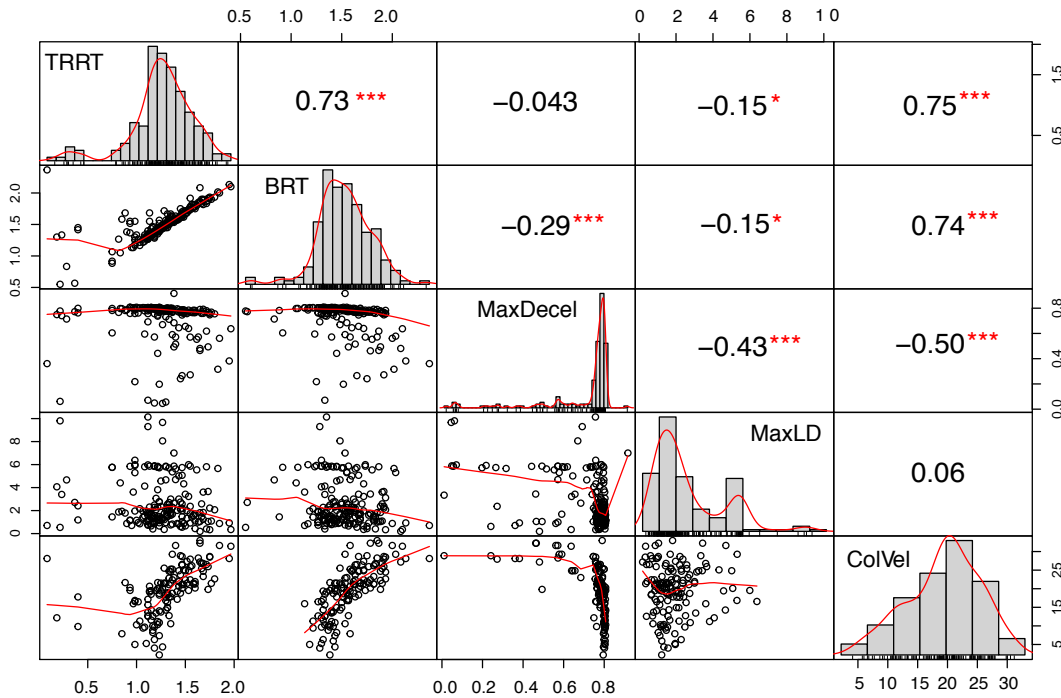 0.5 1.0 1.5 2.0 0 2 4 6 8 10
TRRT 0.73 *** −0.043 −0.15 * 0.75 *** 0.5 1.5
0.5 1.0 1.5 2.0 BRT −0.29 *** −0.15 * 0.74 ***
MaxDecel −0.43 *** −0.50 *** 0.0 0.4 0.8
0 2 4 6 8 MaxLD 0.06
ColVel 5 15 25
0.5 1.0 1.5 2.0 0.0 0.2 0.4 0.6 0.8 5 10 15 20 25 30